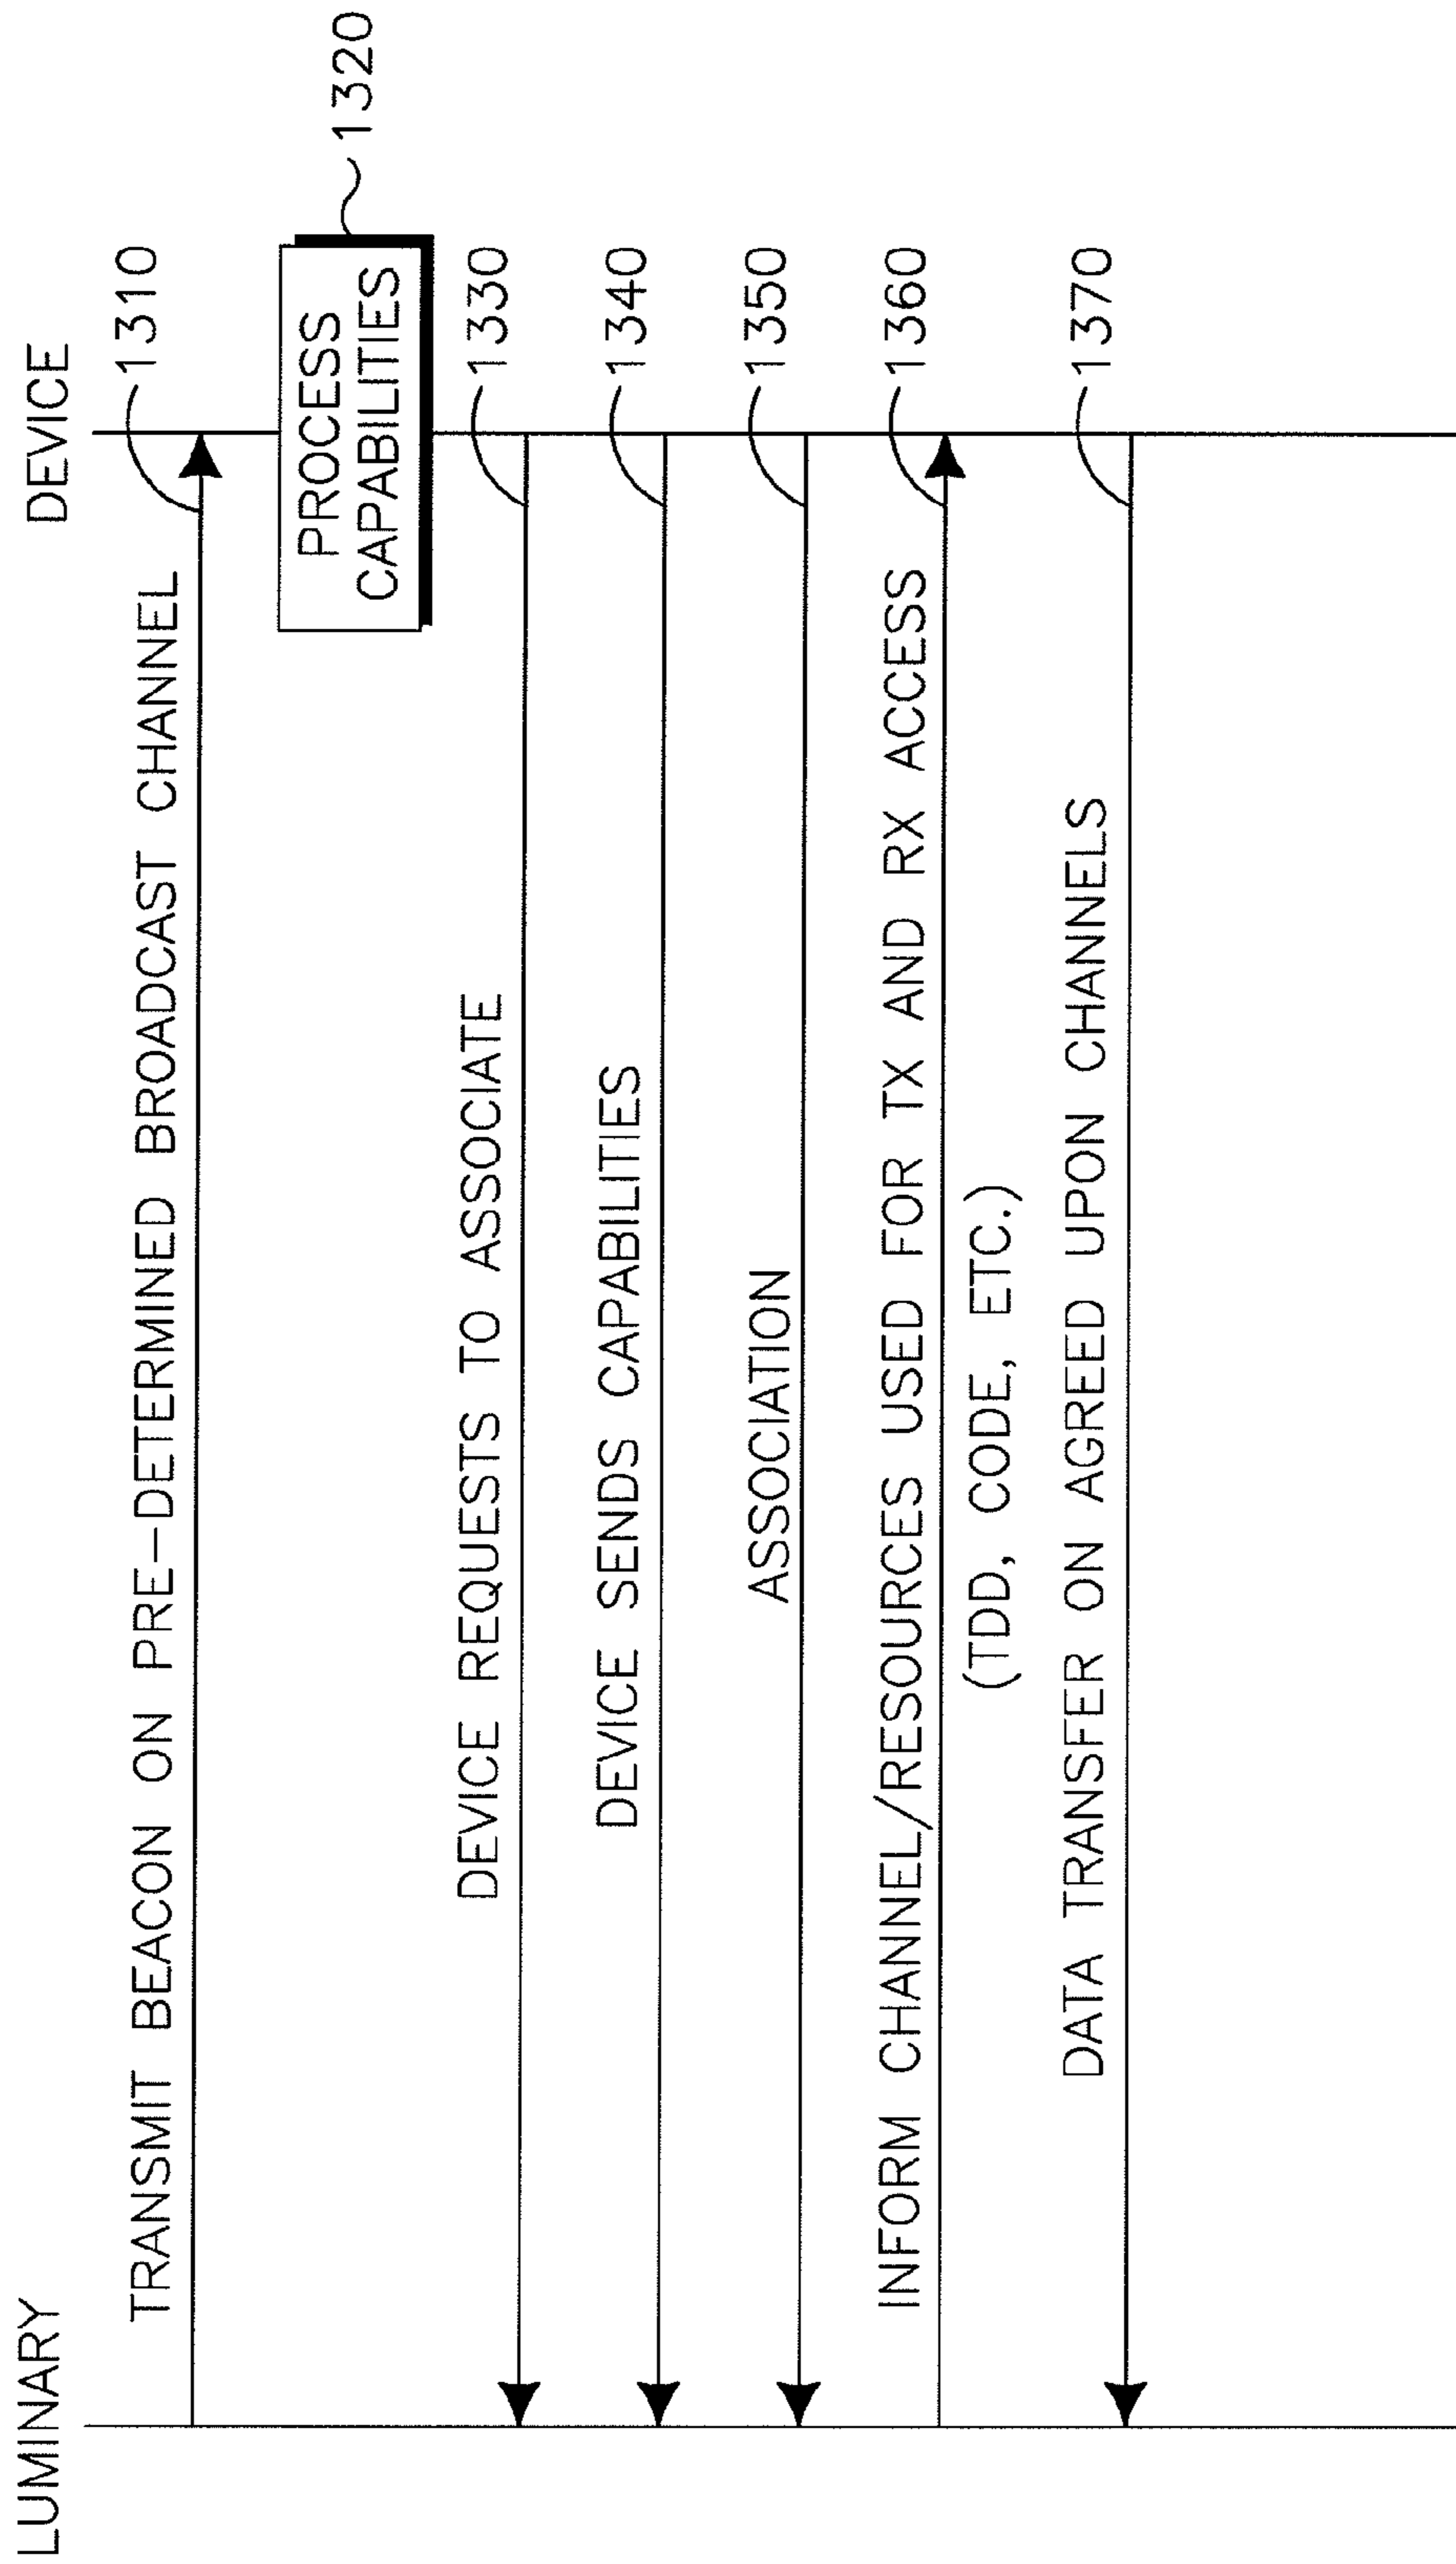 LUMINARY
DEVICE
TRANSMIT BEACON ON PRE-DETERMINED BROADCAST CHANNEL
1310
PROCESS
CAPABILITIES
1320
DEVICE REQUESTS TO ASSOCIATE
1330
DEVICE SENDS CAPABILITIES
1340
ASSOCIATION
1350
INFORM CHANNEL/RESOURCES USED FOR TX AND RX ACCESS
1360
(TDD, CODE, ETC.)
DATA TRANSFER ON AGREED UPON CHANNELS
1370